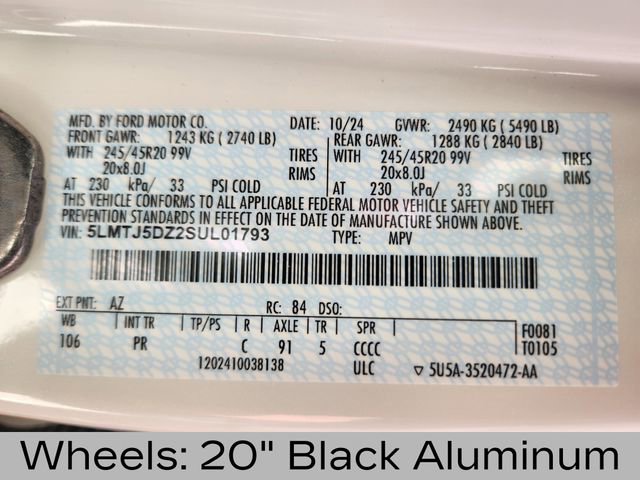 MFD. BY FORD MOTOR CO. DATE: 10/24 GVWR: 2490 KG ( 5490 LB)
FRONT GAWR: 1243 KG ( 2740 LB) REAR GAWR: 1288 KG ( 2840 LB)
WITH 245/45R20 99V TIRES WITH 245/45R20 99V TIRES
20x8.0J RIMS 20x8.0J RIMS
AT 230 kPa/ 33 PSI COLD AT 230 kPa/ 33 PSI COLD
THIS VEHICLE CONFORMS TO ALL APPLICABLE FEDERAL MOTOR VEHICLE SAFETY AND THEFT
PREVENTION STANDARDS IN EFFECT ON THE DATE OF MANUFACTURE SHOWN ABOVE.
VIN: 5LMTJ5DZ2SUL01793 TYPE: MPV
EXT PNT: AZ RC: 84 DSO:
WB INT TR TP/PS R AXLE TR SPR F0081
106 PR C 91 5 CCCC T0105
1202410038138 ULC ▽ 5U5A-3520472-AA
Wheels: 20" Black Aluminum